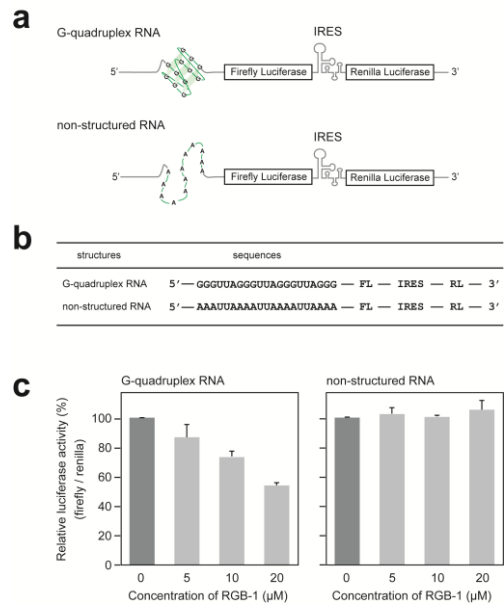 a
G-quadruplex RNA
IRES
5′ Firefly Luciferase Renilla Luciferase 3′
non-structured RNA
IRES
5′ Firefly Luciferase Renilla Luciferase 3′
b
structures sequences
G-quadruplex RNA 5′ — GGGUUAGGGUUAGGGUUAGGG — FL — IRES — RL — 3′
non-structured RNA 5′ — AAAUUAAAAUUAAAAUUAAAA — FL — IRES — RL — 3′
c
G-quadruplex RNA
Relative luciferase activity (%)
(firefly / renilla)
100
80
60
40
20
0
0 5 10 20
Concentration of RGB-1 (µM)
non-structured RNA
0 5 10 20
Concentration of RGB-1 (µM)